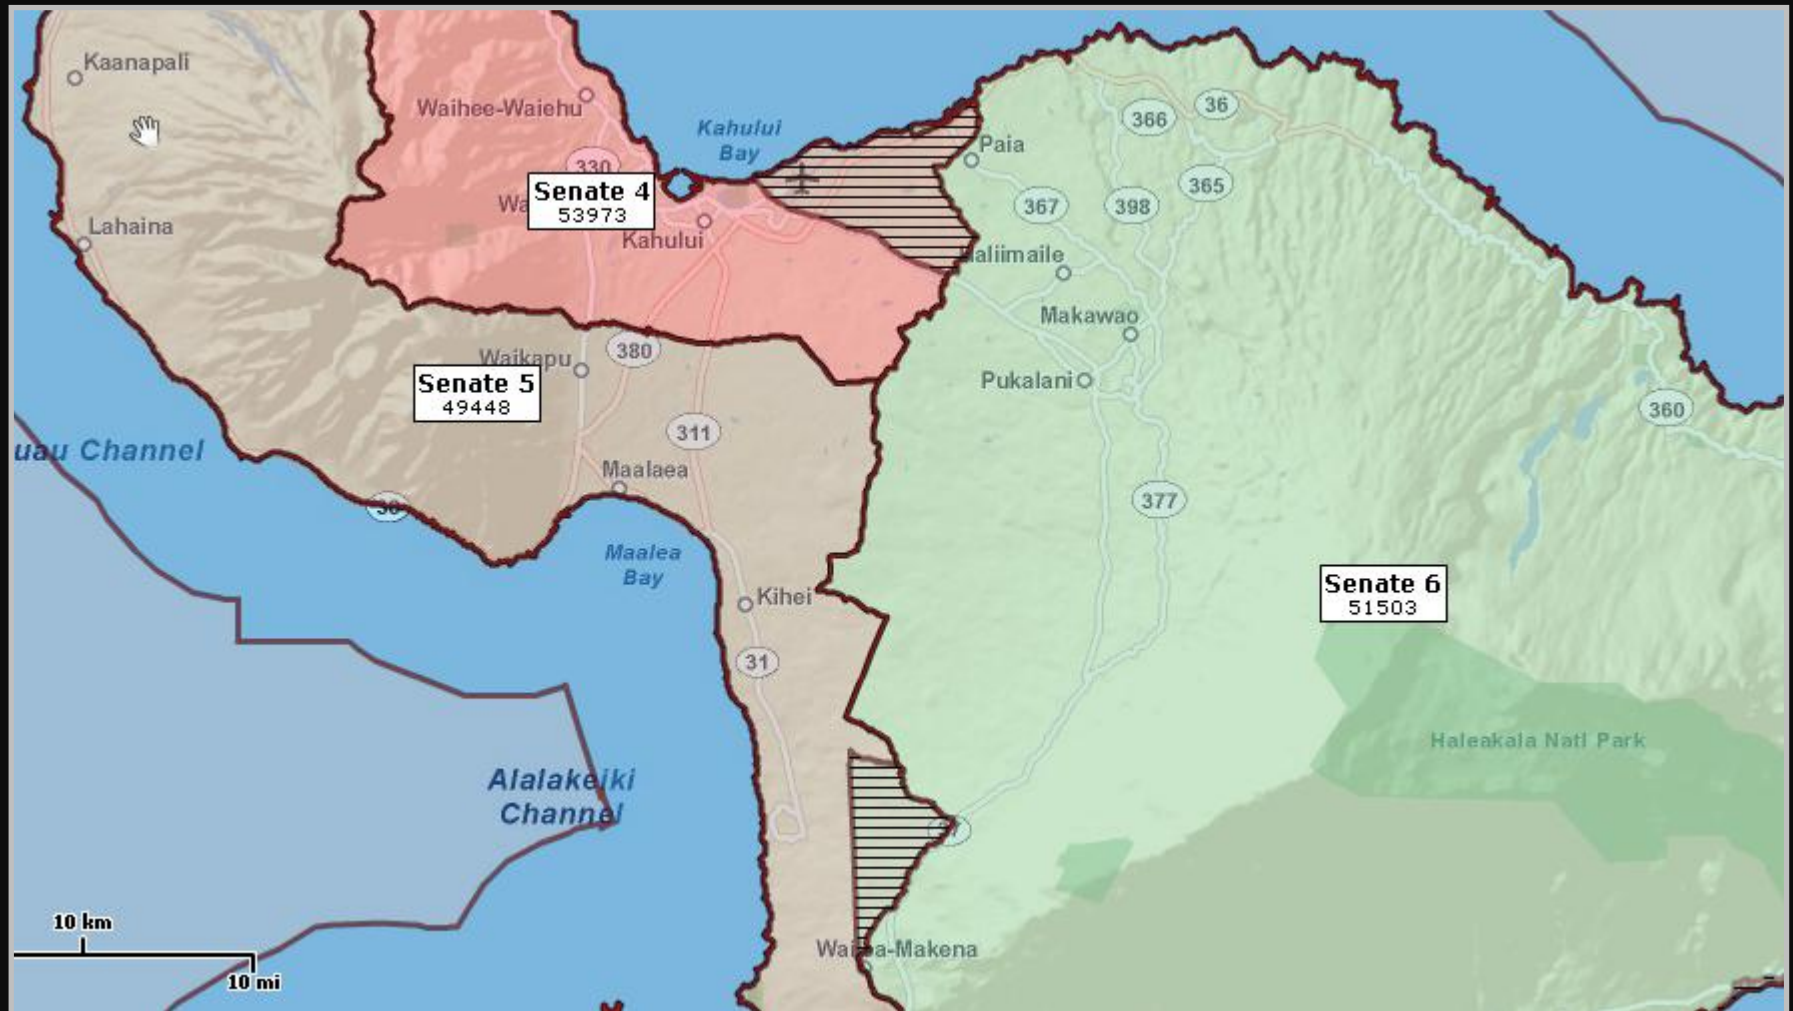 Kaanapali
Waihee-Waiehu
36
366
Kahului
Bay
Paia
330
365
Senate 4
53973
367
398
Kahului
Lahaina
Makawao
Waikapu
380
Pukalani
Senate 5
49448
360
311
Channel
Maalaea
377
Maalea
Bay
Senate 6
51503
Kihei
31
Haleakala Natl Park
Alalakeiki
Channel
10 km
10 mi